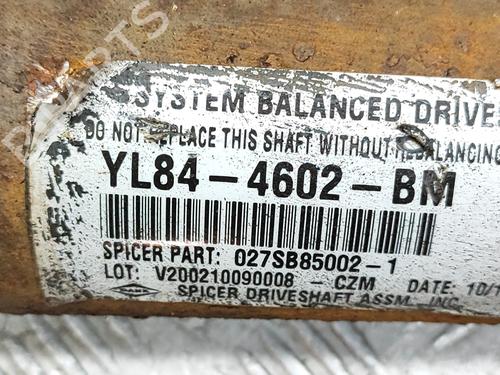 SYSTEM BALANCED DRIVE
DO NOT REPLACE THIS SHAFT WITHOUT REBALANCING
YL84-4602-BM
SPICER PART: 027SB85002-1
LOT: V200210090008 - CZM DATE: 10/1
SPICER DRIVESHAFT ASSM. INC.